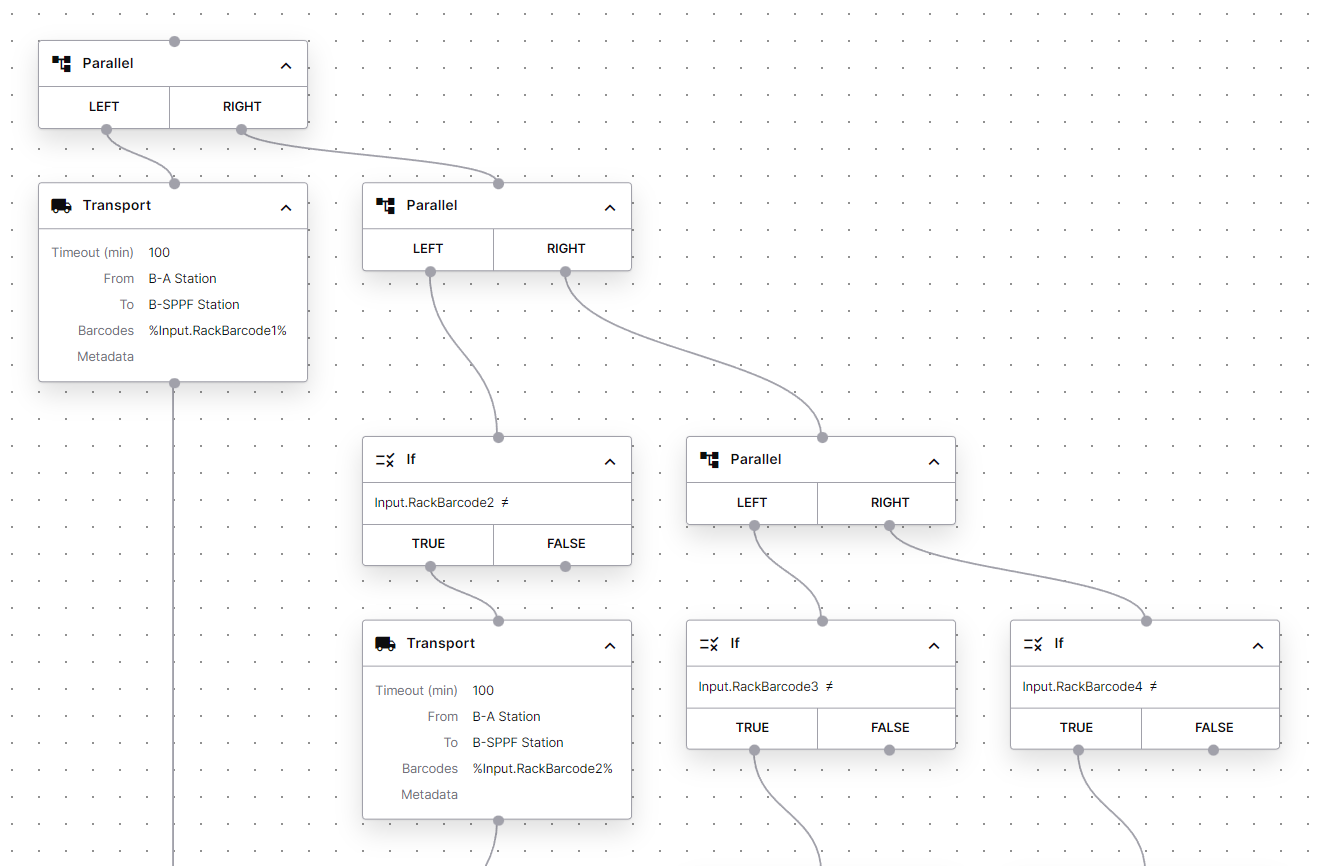 Parallel
LEFT RIGHT
Transport
Timeout (min) 100
From B-A Station
To B-SPPF Station
Barcodes %Input.RackBarcode1%
Metadata
Parallel
LEFT RIGHT
If
Input.RackBarcode2 ≠
TRUE FALSE
Transport
Timeout (min) 100
From B-A Station
To B-SPPF Station
Barcodes %Input.RackBarcode2%
Metadata
Parallel
LEFT RIGHT
If
Input.RackBarcode3 ≠
TRUE FALSE
If
Input.RackBarcode4 ≠
TRUE FALSE